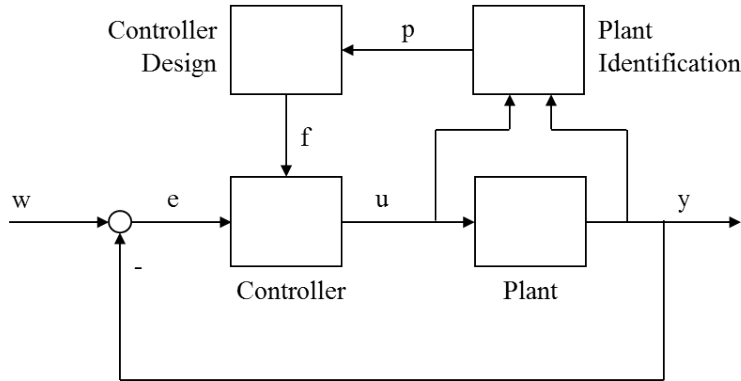 Controller
Design
p
Plant
Identification
f
w
e
u
y
-
Controller
Plant